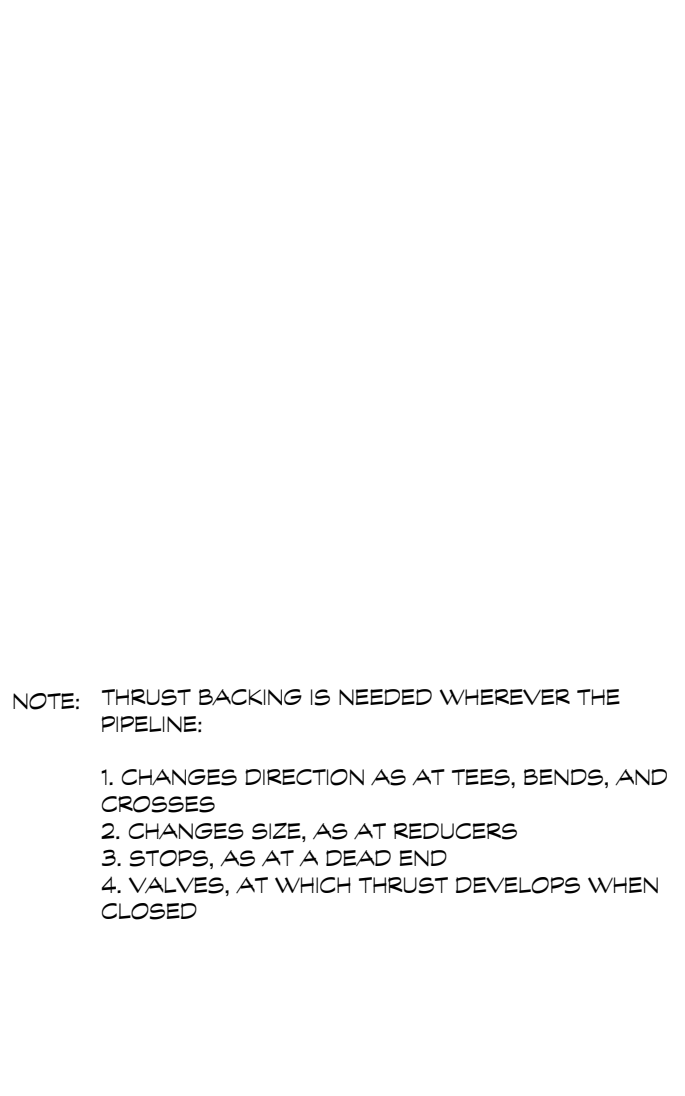 NOTE: THRUST BACKING IS NEEDED WHEREVER THE
PIPELINE:
1. CHANGES DIRECTION AS AT TEES, BENDS, AND
CROSSES
2. CHANGES SIZE, AS AT REDUCERS
3. STOPS, AS AT A DEAD END
4. VALVES, AT WHICH THRUST DEVELOPS WHEN
CLOSED